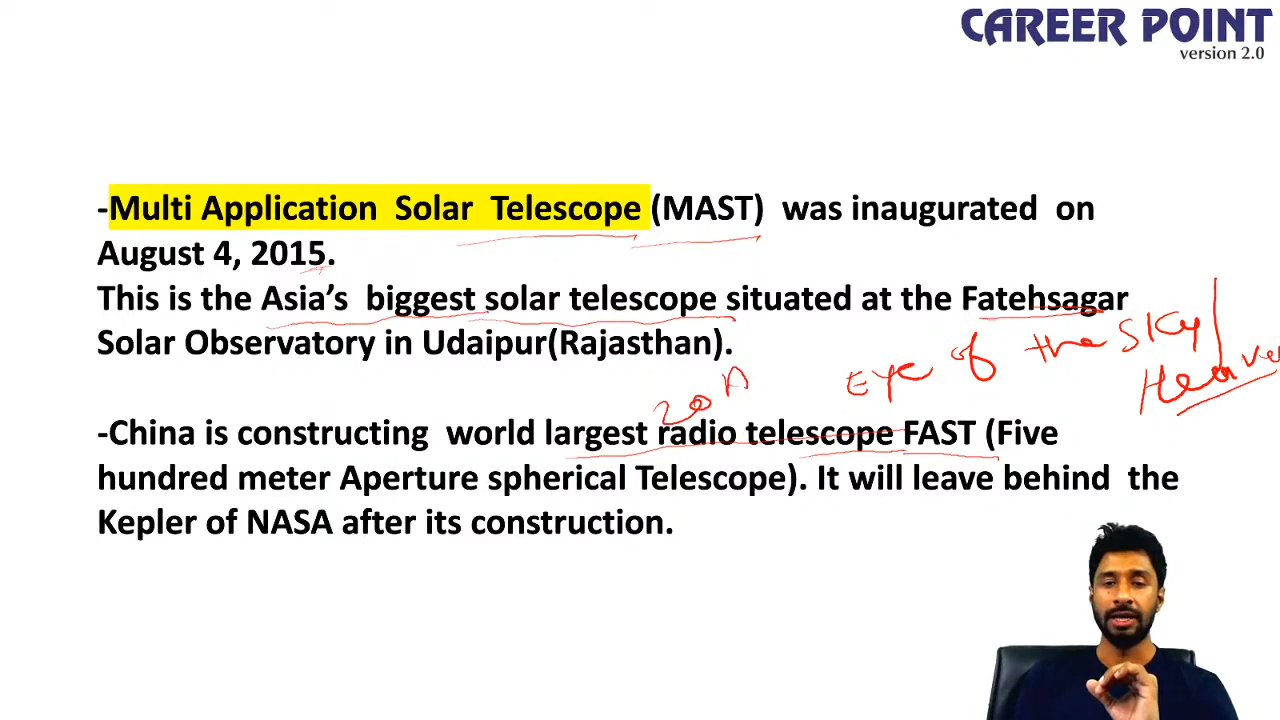 CAREER POINT
version 2.0
-Multi Application Solar Telescope (MAST) was inaugurated on
August 4, 2015.
This is the Asia's biggest solar telescope situated at the Fatehsagar
Solar Observatory in Udaipur(Rajasthan).
Eye of the Sky/
Heave
-China is constructing world largest radio telescope FAST (Five
hundred meter Aperture spherical Telescope). It will leave behind the
Kepler of NASA after its construction.